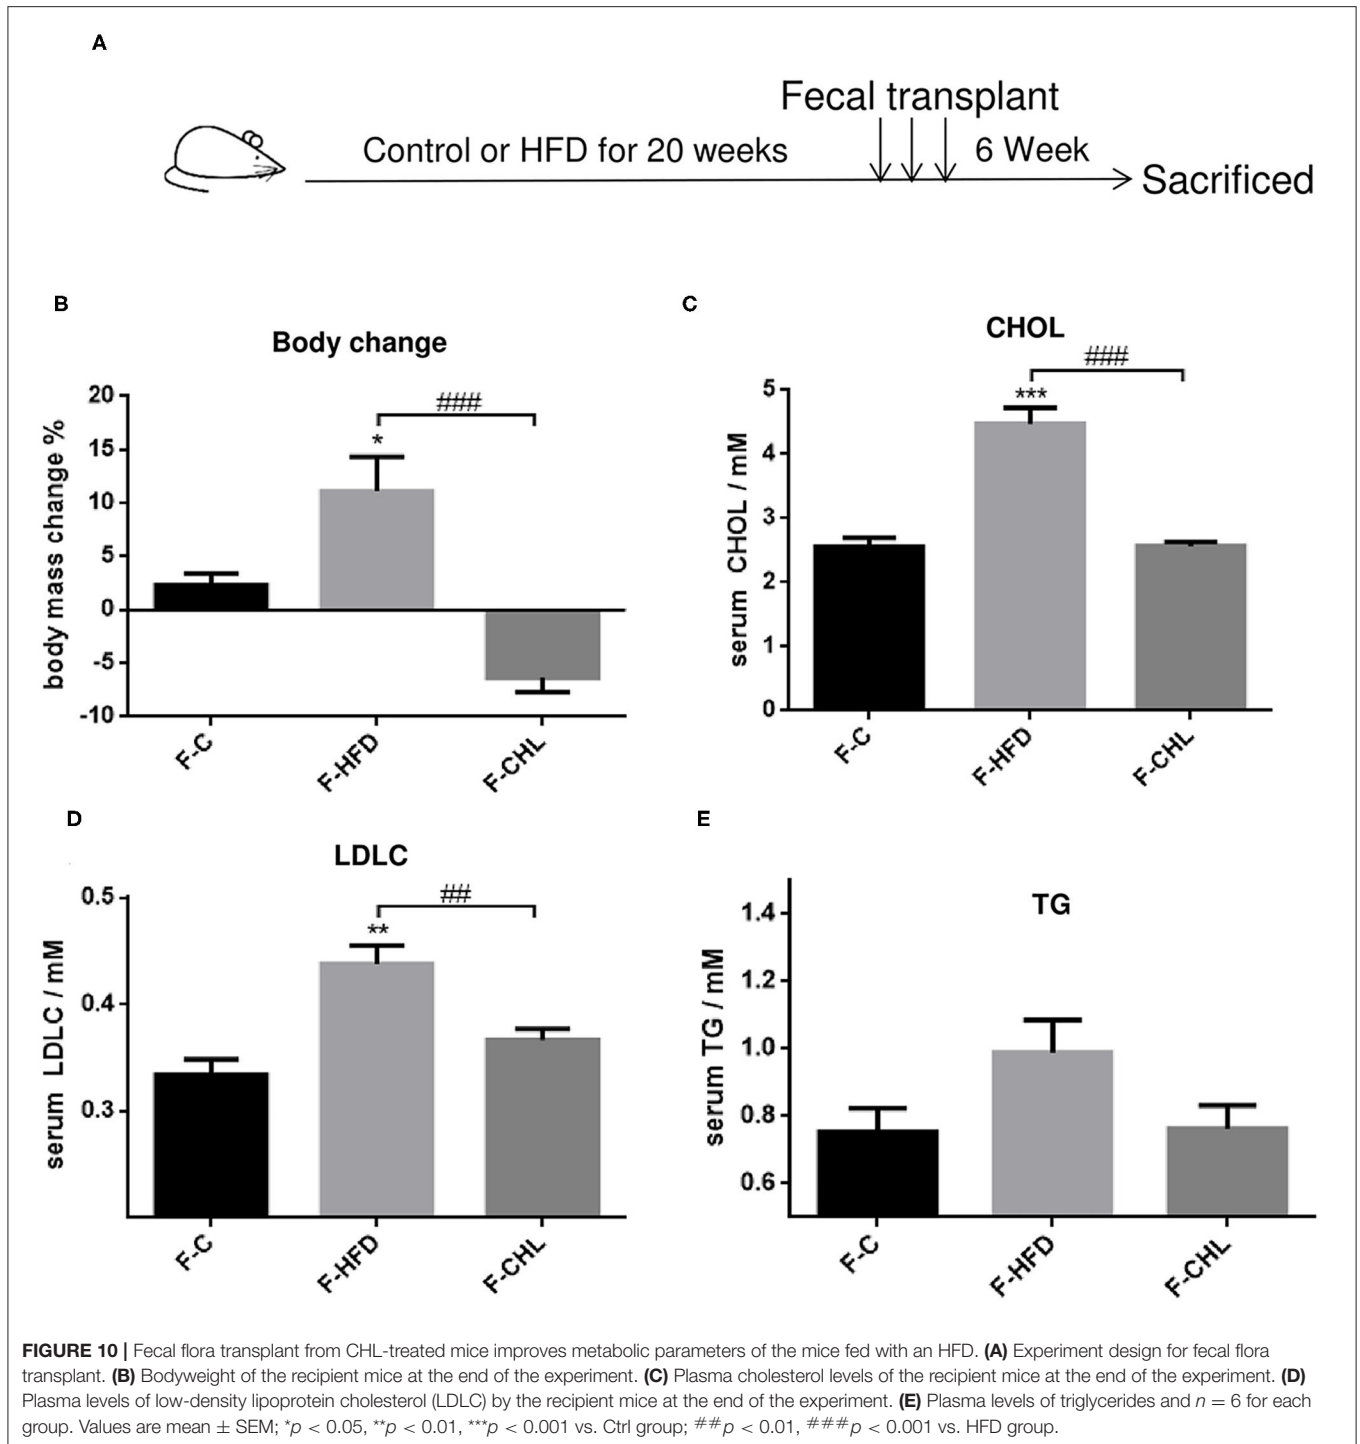 A
Fecal transplant
Control or HFD for 20 weeks
6 Week
Sacrificed
B
Body change
body mass change %
20
15
10
5
0
-5
-10
*
###
F-C
F-HFD
F-CHL
C
CHOL
serum CHOL / mM
5
4
3
2
1
0
***
###
F-C
F-HFD
F-CHL
D
LDLC
serum LDLC / mM
0.5
0.4
0.3
**
##
F-C
F-HFD
F-CHL
E
TG
serum TG / mM
1.4
1.2
1.0
0.8
0.6
F-C
F-HFD
F-CHL
FIGURE 10 | Fecal flora transplant from CHL-treated mice improves metabolic parameters of the mice fed with an HFD. (A) Experiment design for fecal flora
transplant. (B) Bodyweight of the recipient mice at the end of the experiment. (C) Plasma cholesterol levels of the recipient mice at the end of the experiment. (D)
Plasma levels of low-density lipoprotein cholesterol (LDLC) by the recipient mice at the end of the experiment. (E) Plasma levels of triglycerides and n = 6 for each
group. Values are mean ± SEM; *p < 0.05, **p < 0.01, ***p < 0.001 vs. Ctrl group; ##p < 0.01, ###p < 0.001 vs. HFD group.